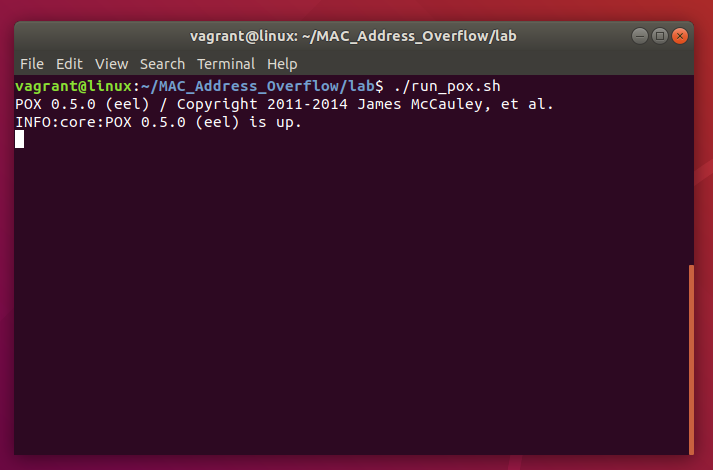 vagrant@linux: ~/MAC_Address_Overflow/lab
File Edit View Search Terminal Help
vagrant@linux:~/MAC_Address_Overflow/lab$ ./run_pox.sh
POX 0.5.0 (eel) / Copyright 2011-2014 James McCauley, et al.
INFO:core:POX 0.5.0 (eel) is up.